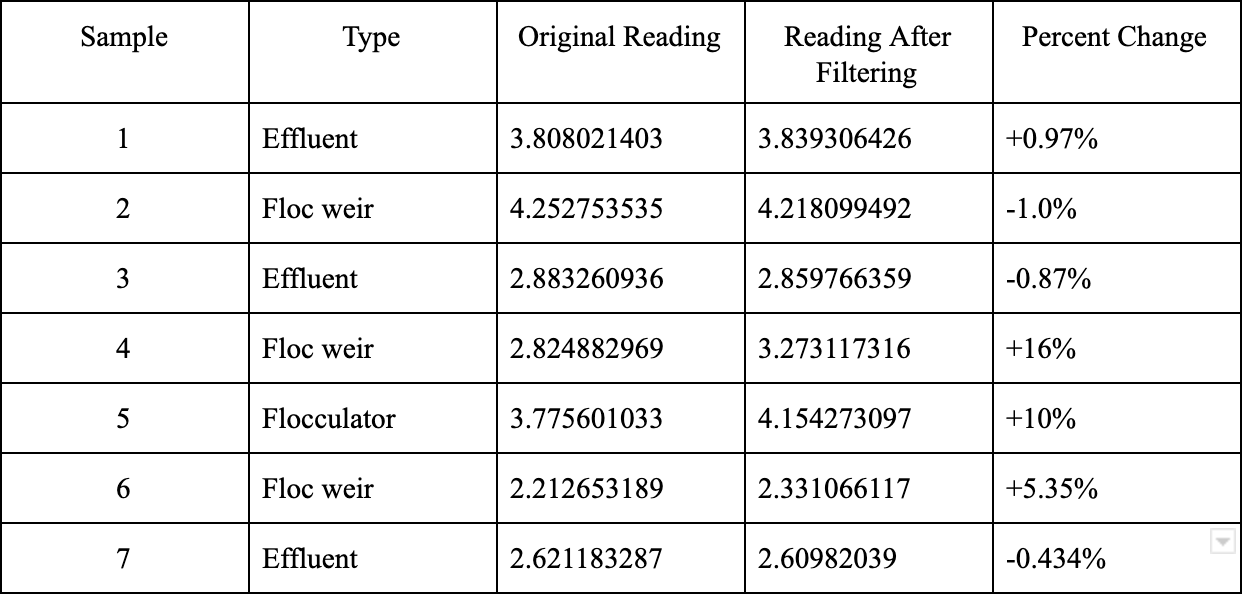 Sample Type Original Reading Reading After Percent Change
Filtering
1 Effluent 3.808021403 3.839306426 +0.97%
2 Floc weir 4.252753535 4.218099492 -1.0%
3 Effluent 2.883260936 2.859766359 -0.87%
4 Floc weir 2.824882969 3.273117316 +16%
5 Flocculator 3.775601033 4.154273097 +10%
6 Floc weir 2.212653189 2.331066117 +5.35%
7 Effluent 2.621183287 2.60982039 -0.434%